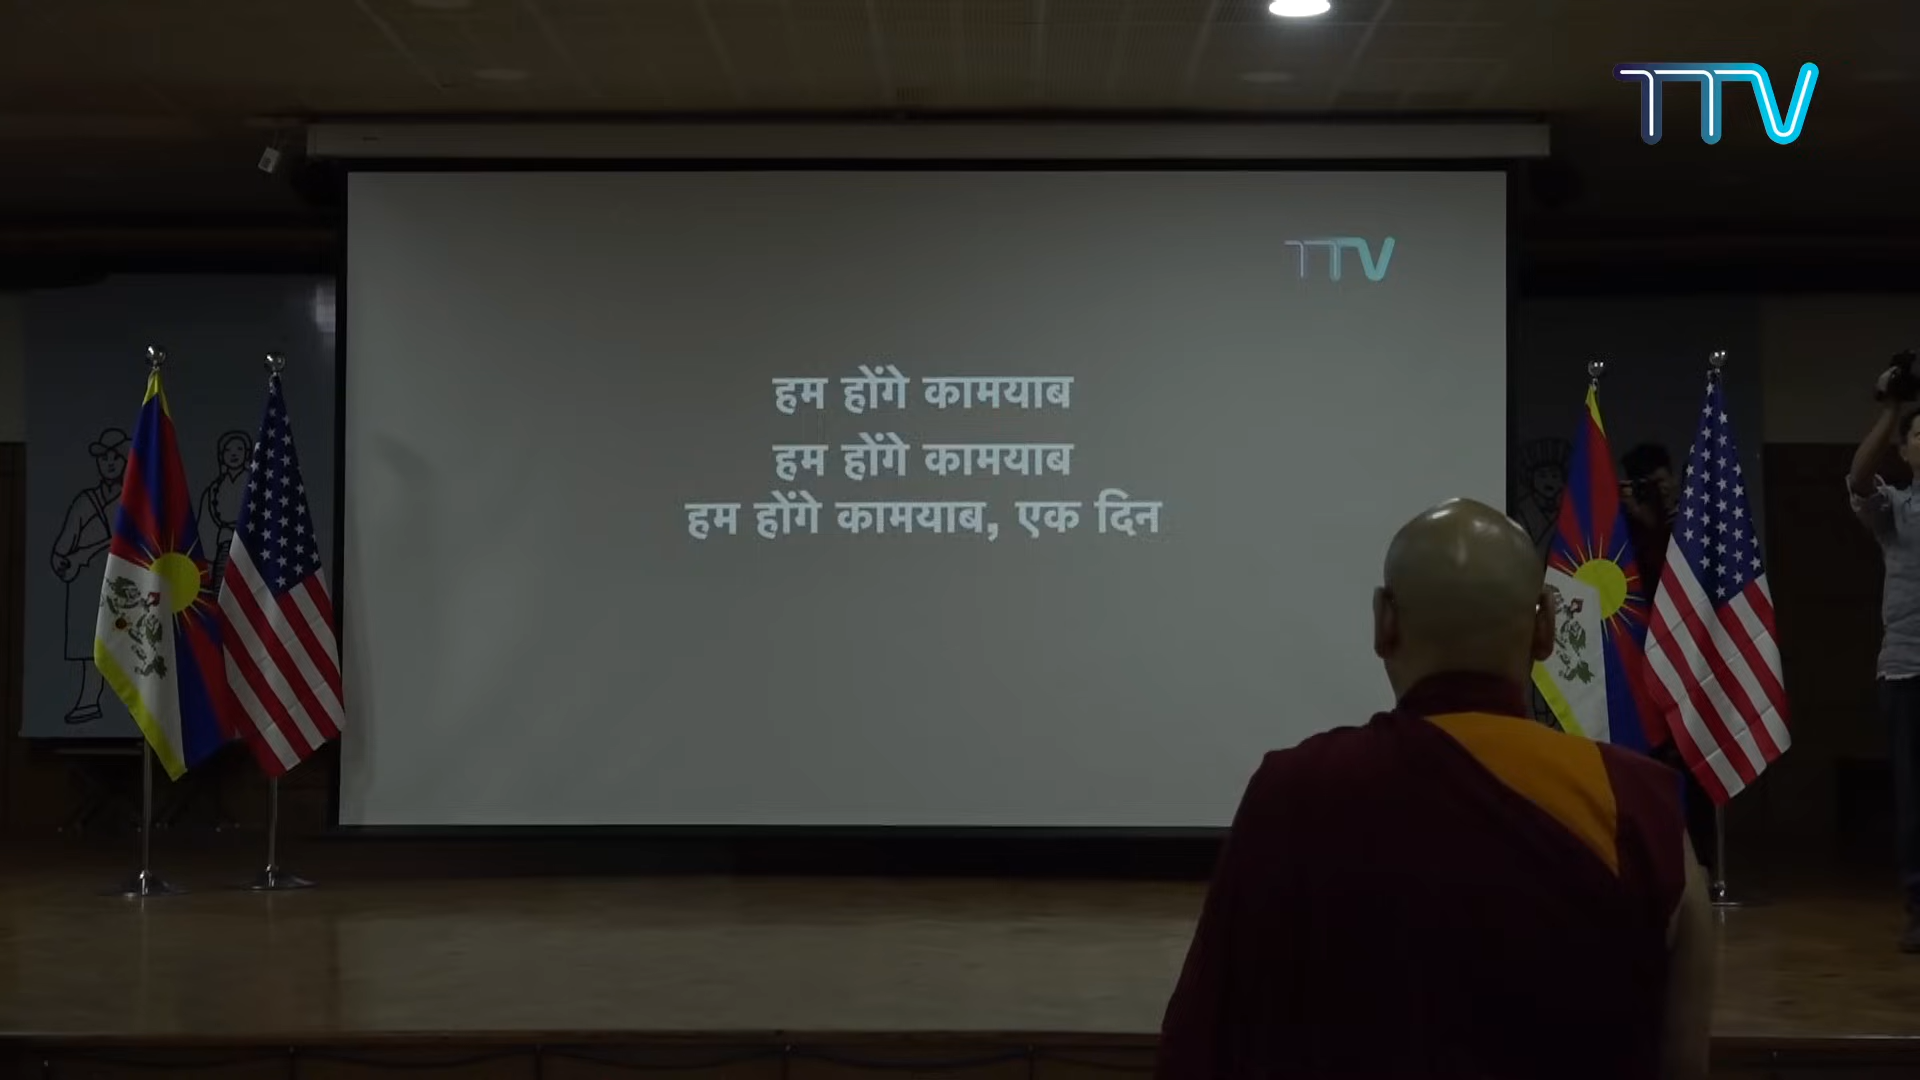 TTV
TTV
हम होंगे कामयाब
हम होंगे कामयाब
हम होंगे कामयाब, एक दिन